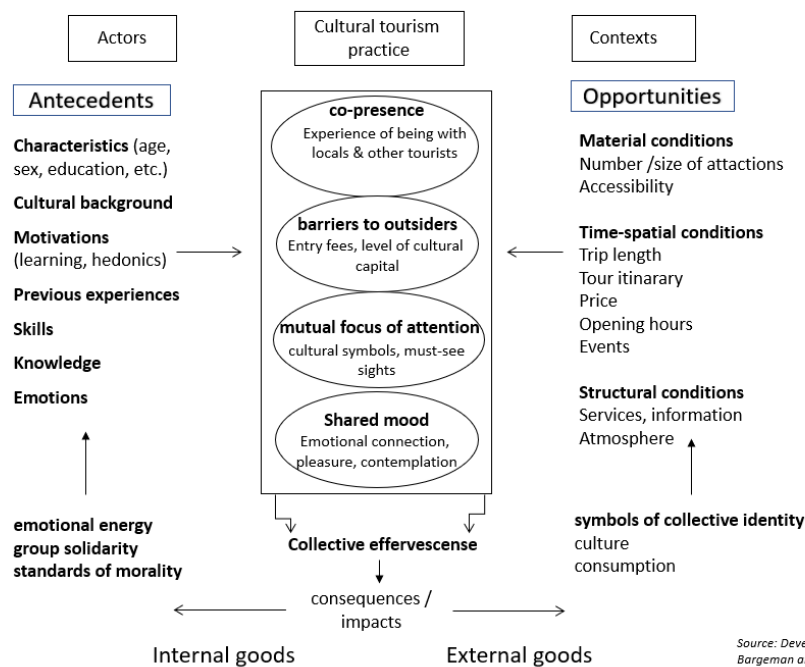 Actors
Cultural tourism
practice
Contexts
Antecedents
Characteristics (age,
sex, education, etc.)
Cultural background
Motivations
(learning, hedonics)
Previous experiences
Skills
Knowledge
Emotions
emotional energy
group solidarity
standards of morality
co-presence
Experience of being with
locals & other tourists
barriers to outsiders
Entry fees, level of cultural
capital
mutual focus of attention
cultural symbols, must-see
sights
Shared mood
Emotional connection,
pleasure, contemplation
Collective effervescense
consequences /
impacts
Opportunities
Material conditions
Number /size of attactions
Accessibility
Time-spatial conditions
Trip length
Tour itinarary
Price
Opening hours
Events
Structural conditions
Services, information
Atmosphere
symbols of collective identity
culture
consumption
Internal goods
External goods
Source: Deve
Bargeman a